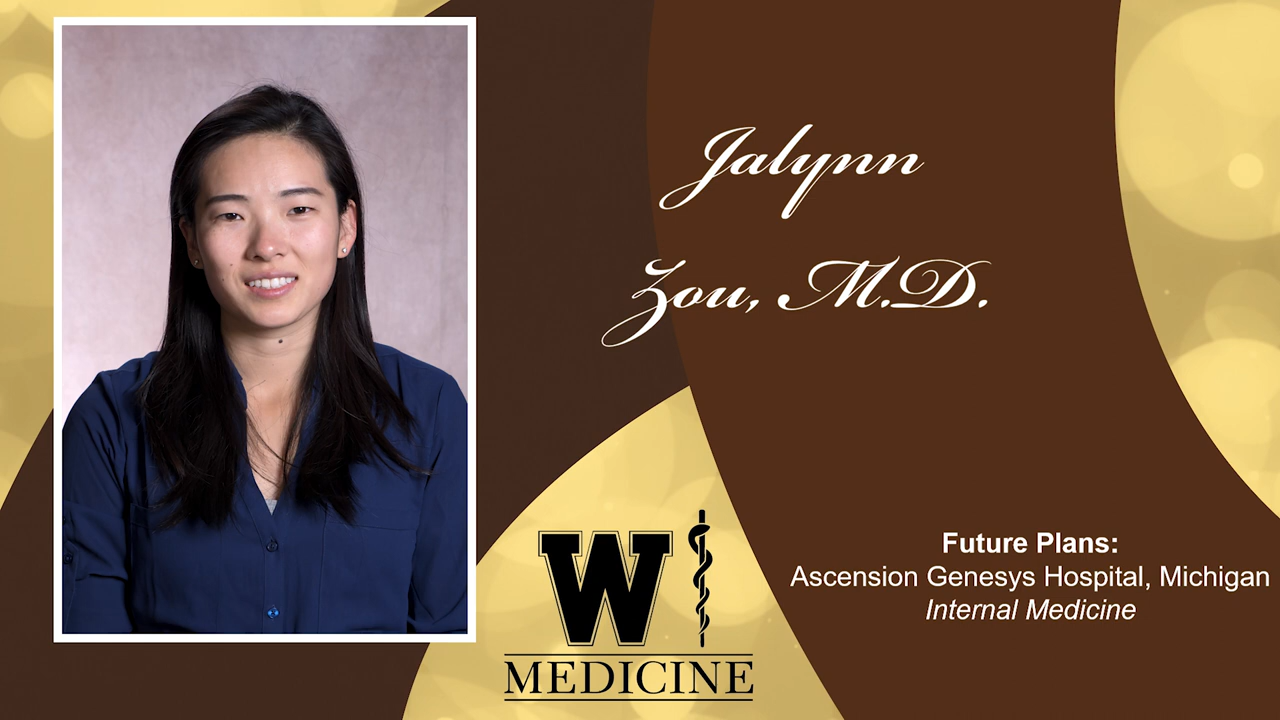 Jalynn
Zou, M.D.
Future Plans:
Ascension Genesys Hospital, Michigan
Internal Medicine
W
MEDICINE